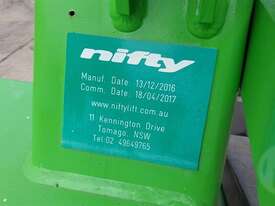 nifty
Manuf. Date: 13/12/2016
Comm. Date: 18/04/2017
www.niftylift.com.au
11 Kennington Drive
Tomago, NSW
Tel:02 49649765